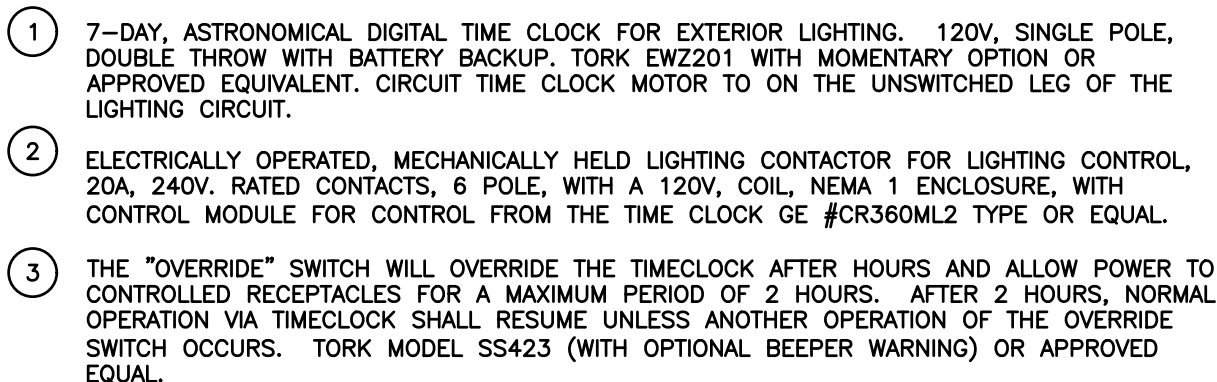 1 7-DAY, ASTRONOMICAL DIGITAL TIME CLOCK FOR EXTERIOR LIGHTING. 120V, SINGLE POLE,
DOUBLE THROW WITH BATTERY BACKUP. TORK EWZ201 WITH MOMENTARY OPTION OR
APPROVED EQUIVALENT. CIRCUIT TIME CLOCK MOTOR TO ON THE UNSWITCHED LEG OF THE
LIGHTING CIRCUIT.
2 ELECTRICALLY OPERATED, MECHANICALLY HELD LIGHTING CONTACTOR FOR LIGHTING CONTROL,
20A, 240V. RATED CONTACTS, 6 POLE, WITH A 120V, COIL, NEMA 1 ENCLOSURE, WITH
CONTROL MODULE FOR CONTROL FROM THE TIME CLOCK GE #CR360ML2 TYPE OR EQUAL.
3 THE "OVERRIDE" SWITCH WILL OVERRIDE THE TIMECLOCK AFTER HOURS AND ALLOW POWER TO
CONTROLLED RECEPTACLES FOR A MAXIMUM PERIOD OF 2 HOURS. AFTER 2 HOURS, NORMAL
OPERATION VIA TIMECLOCK SHALL RESUME UNLESS ANOTHER OPERATION OF THE OVERRIDE
SWITCH OCCURS. TORK MODEL SS423 (WITH OPTIONAL BEEPER WARNING) OR APPROVED
EQUAL.